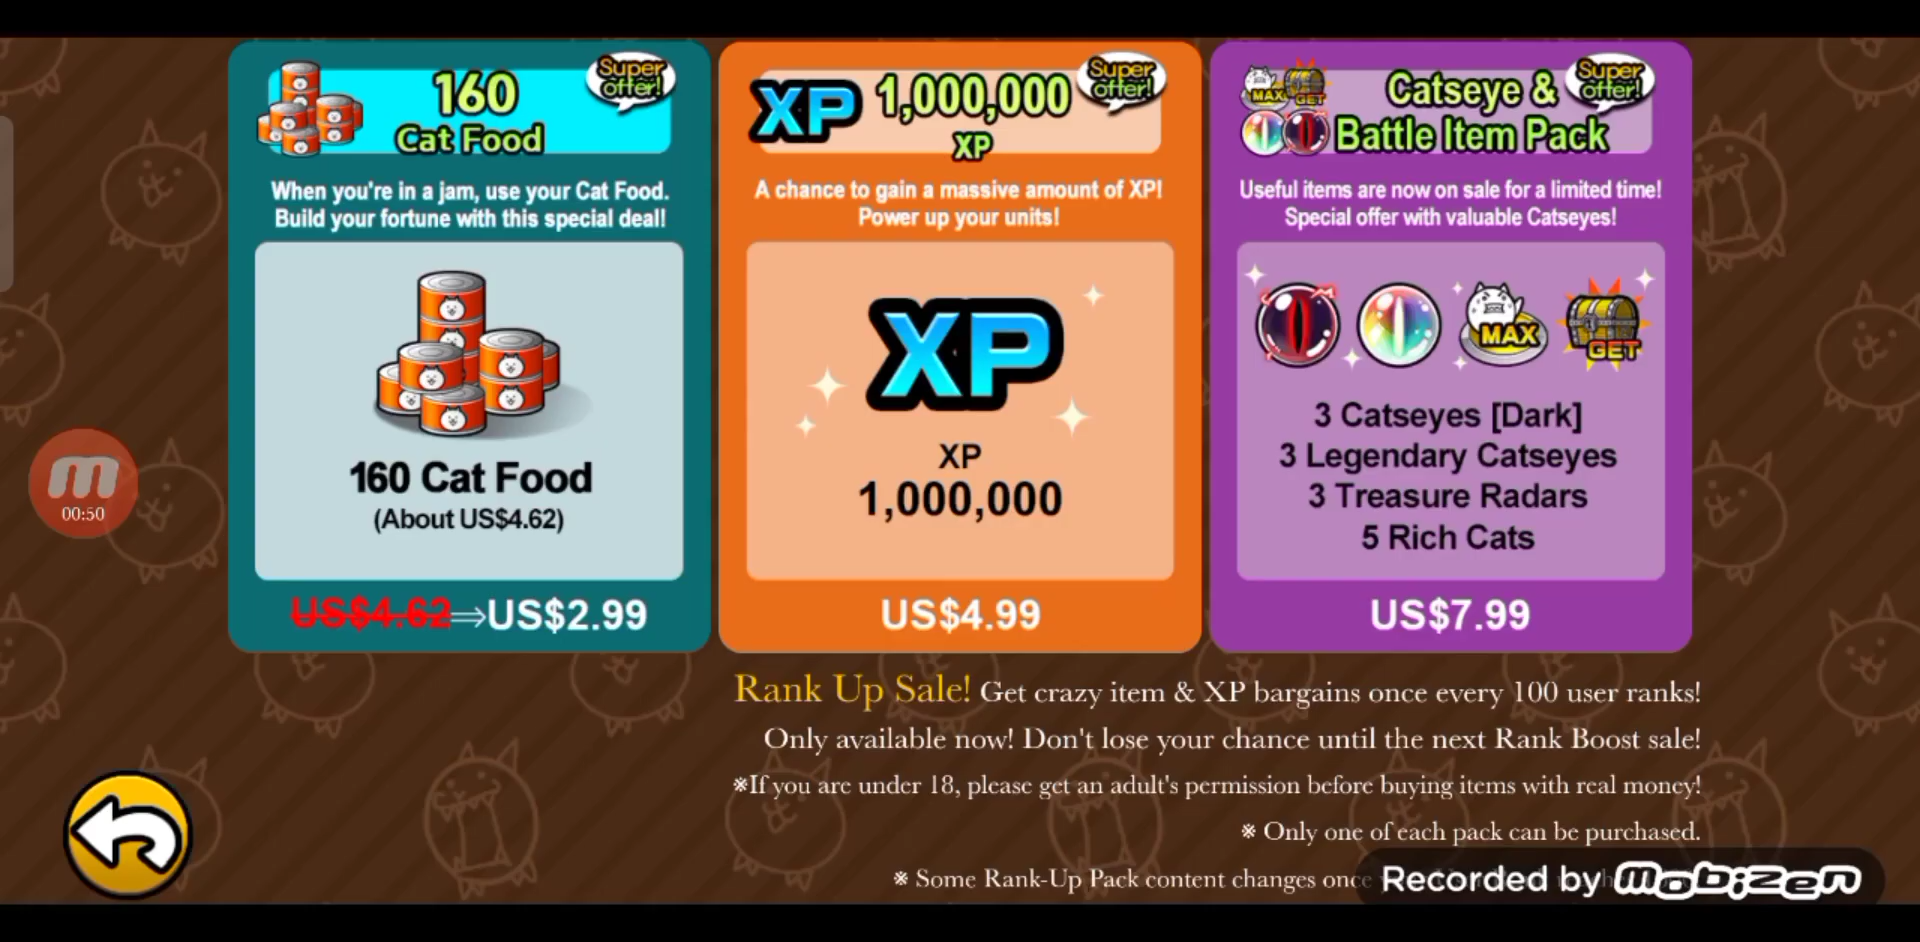 160
Cat Food
Super
offer!
When you're in a jam, use your Cat Food.
Build your fortune with this special deal!
160 Cat Food
(About US$4.62)
US$4.62⇒US$2.99
XP
1,000,000
XP
Super
offer!
A chance to gain a massive amount of XP!
Power up your units!
XP
XP
1,000,000
US$4.99
MAX
GET
Catseye &
Battle Item Pack
Super
offer!
Useful items are now on sale for a limited time!
Special offer with valuable Catseyes!
MAX
GET
3 Catseyes [Dark]
3 Legendary Catseyes
3 Treasure Radars
5 Rich Cats
US$7.99
00:50
Rank Up Sale! Get crazy item & XP bargains once every 100 user ranks!
Only available now! Don't lose your chance until the next Rank Boost sale!
※If you are under 18, please get an adult's permission before buying items with real money!
※ Only one of each pack can be purchased.
※ Some Rank-Up Pack content changes once
Recorded by Mobizen